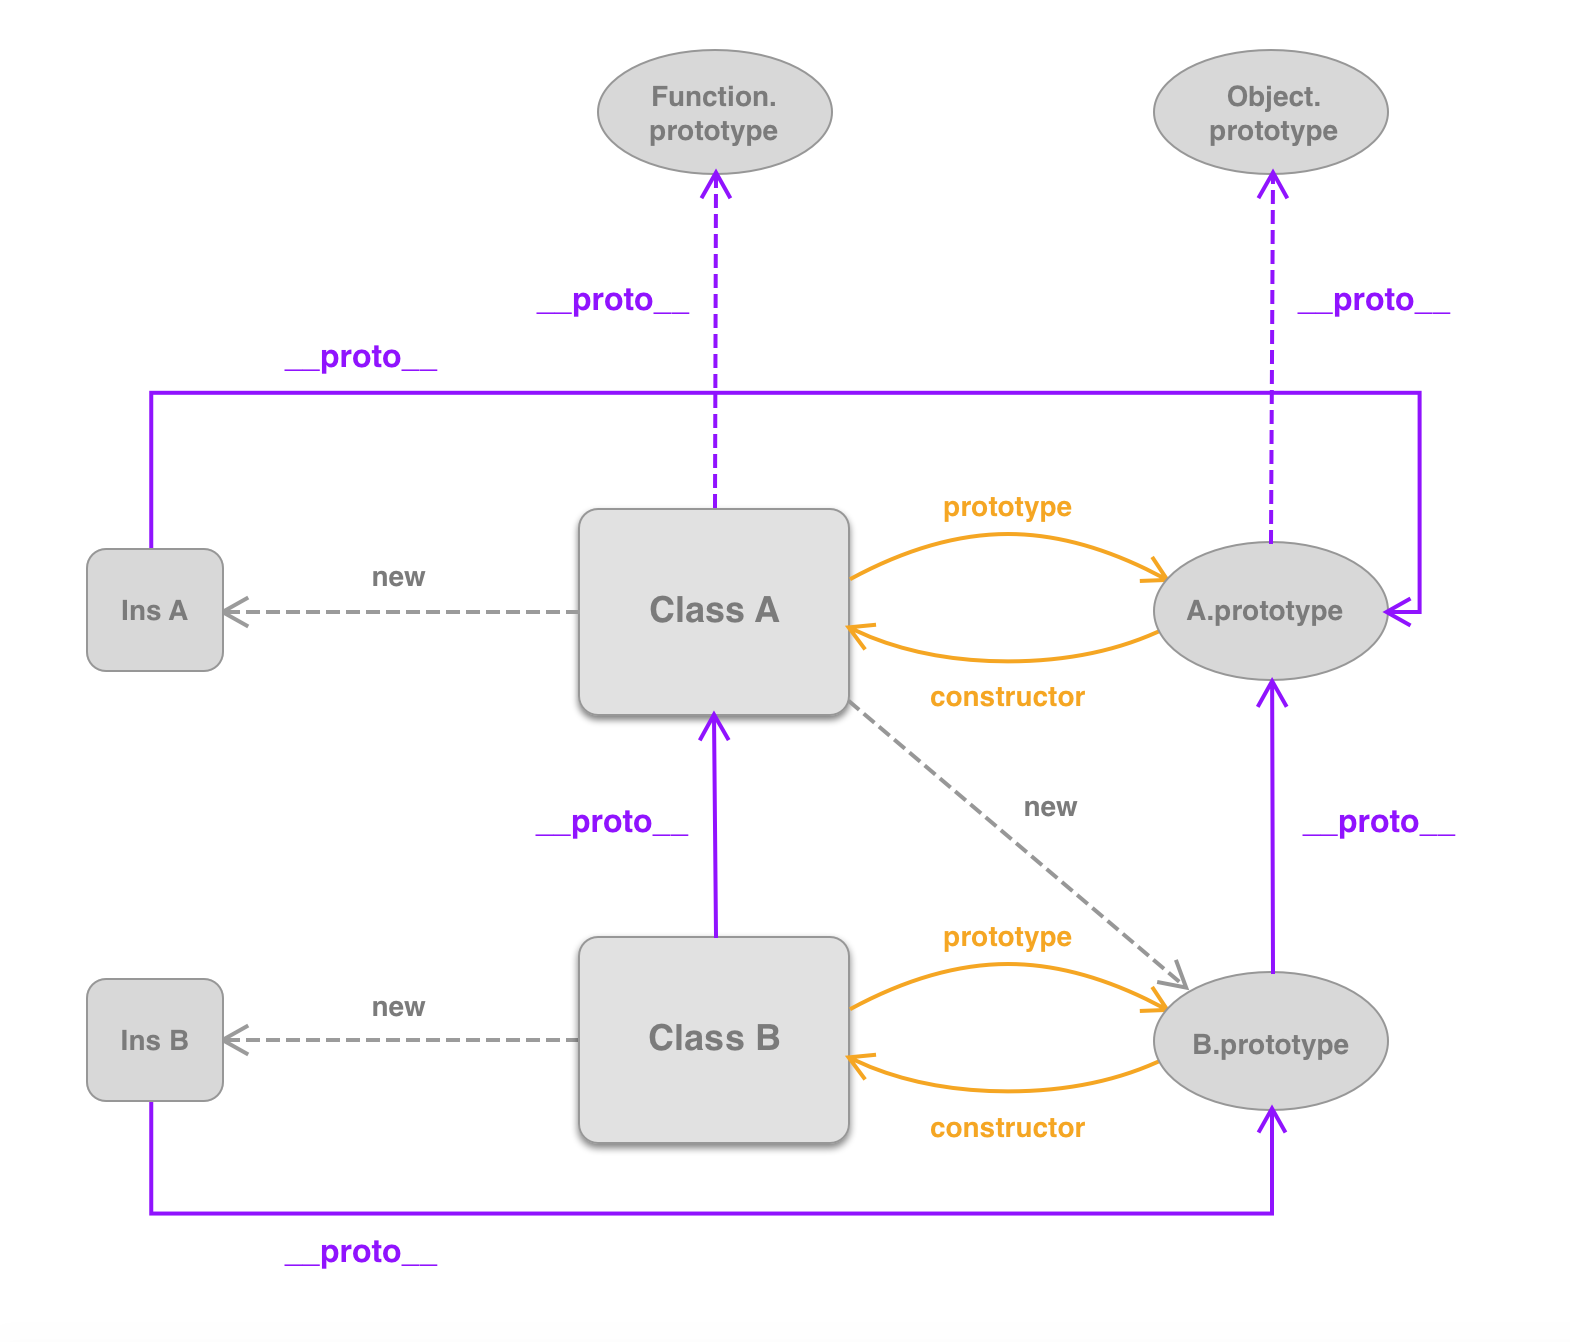 Function.
prototype
Object.
prototype
__proto__
__proto__
__proto__
prototype
new
Ins A
Class A
A.prototype
constructor
new
__proto__
__proto__
prototype
new
Ins B
Class B
B.prototype
constructor
__proto__